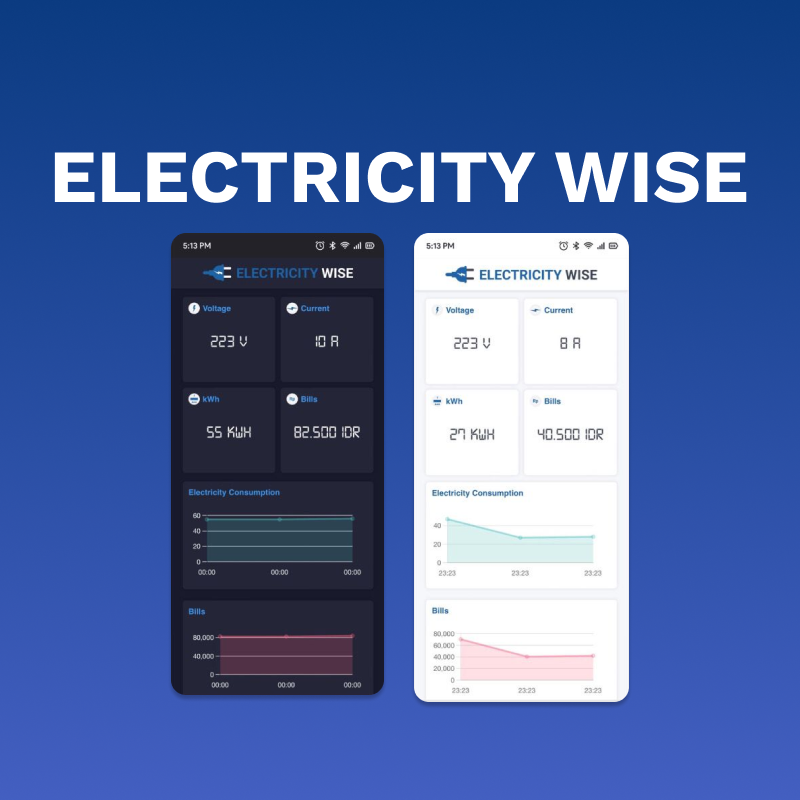 ELECTRICITY WISE
5:13 PM
ELECTRICITY WISE
Voltage
Current
223 V
10 A
kWh
Bills
55 KWH
82.500 IDR
Electricity Consumption
60
40
20
0
00:00 00:00 00:00
Bills
80,000
40,000
0
00:00 00:00 00:00
5:13 PM
ELECTRICITY WISE
Voltage
Current
223 V
8 A
kWh
Rp Bills
27 KWH
40.500 IDR
Electricity Consumption
40
20
0
23:23 23:23 23:23
Bills
80.000
60,000
40,000
20,000
0
23:23 23:23 23:23